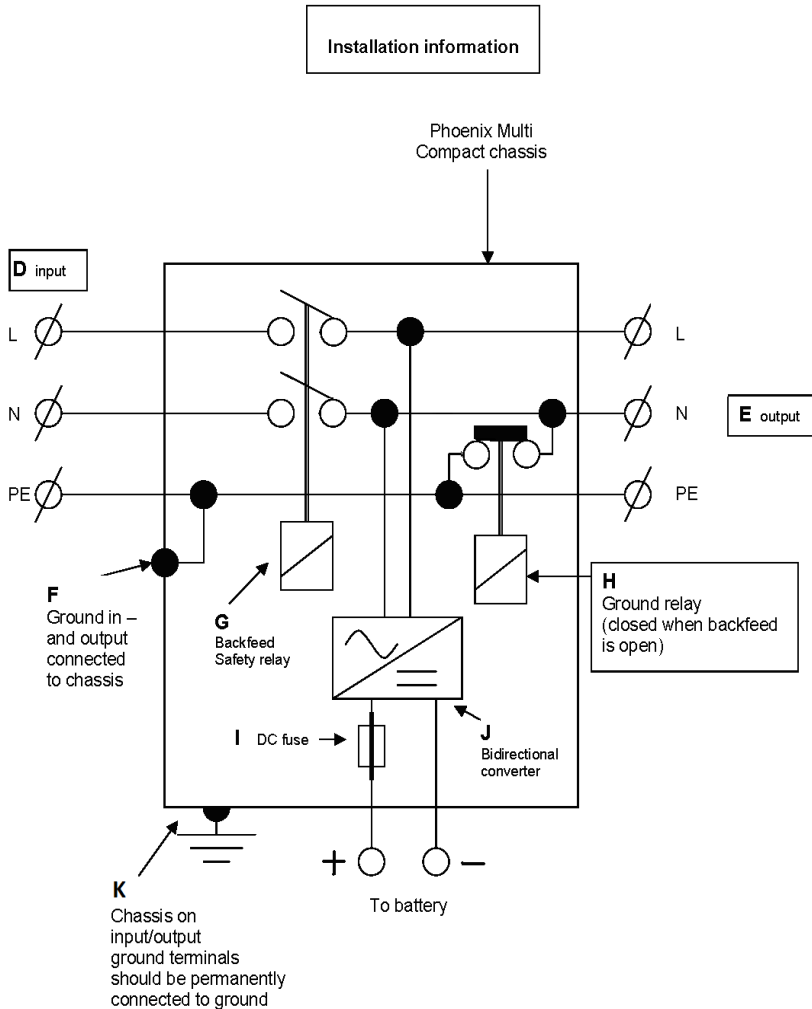 Installation information
Phoenix Multi
Compact chassis
D input
L
L
N
N
E output
PE
PE
F
Ground in –
and output
connected
to chassis
G
Backfeed
Safety relay
H
Ground relay
(closed when backfeed
is open)
I DC fuse
J
Bidirectional
converter
+
–
To battery
K
Chassis on
input/output
ground terminals
should be permanently
connected to ground